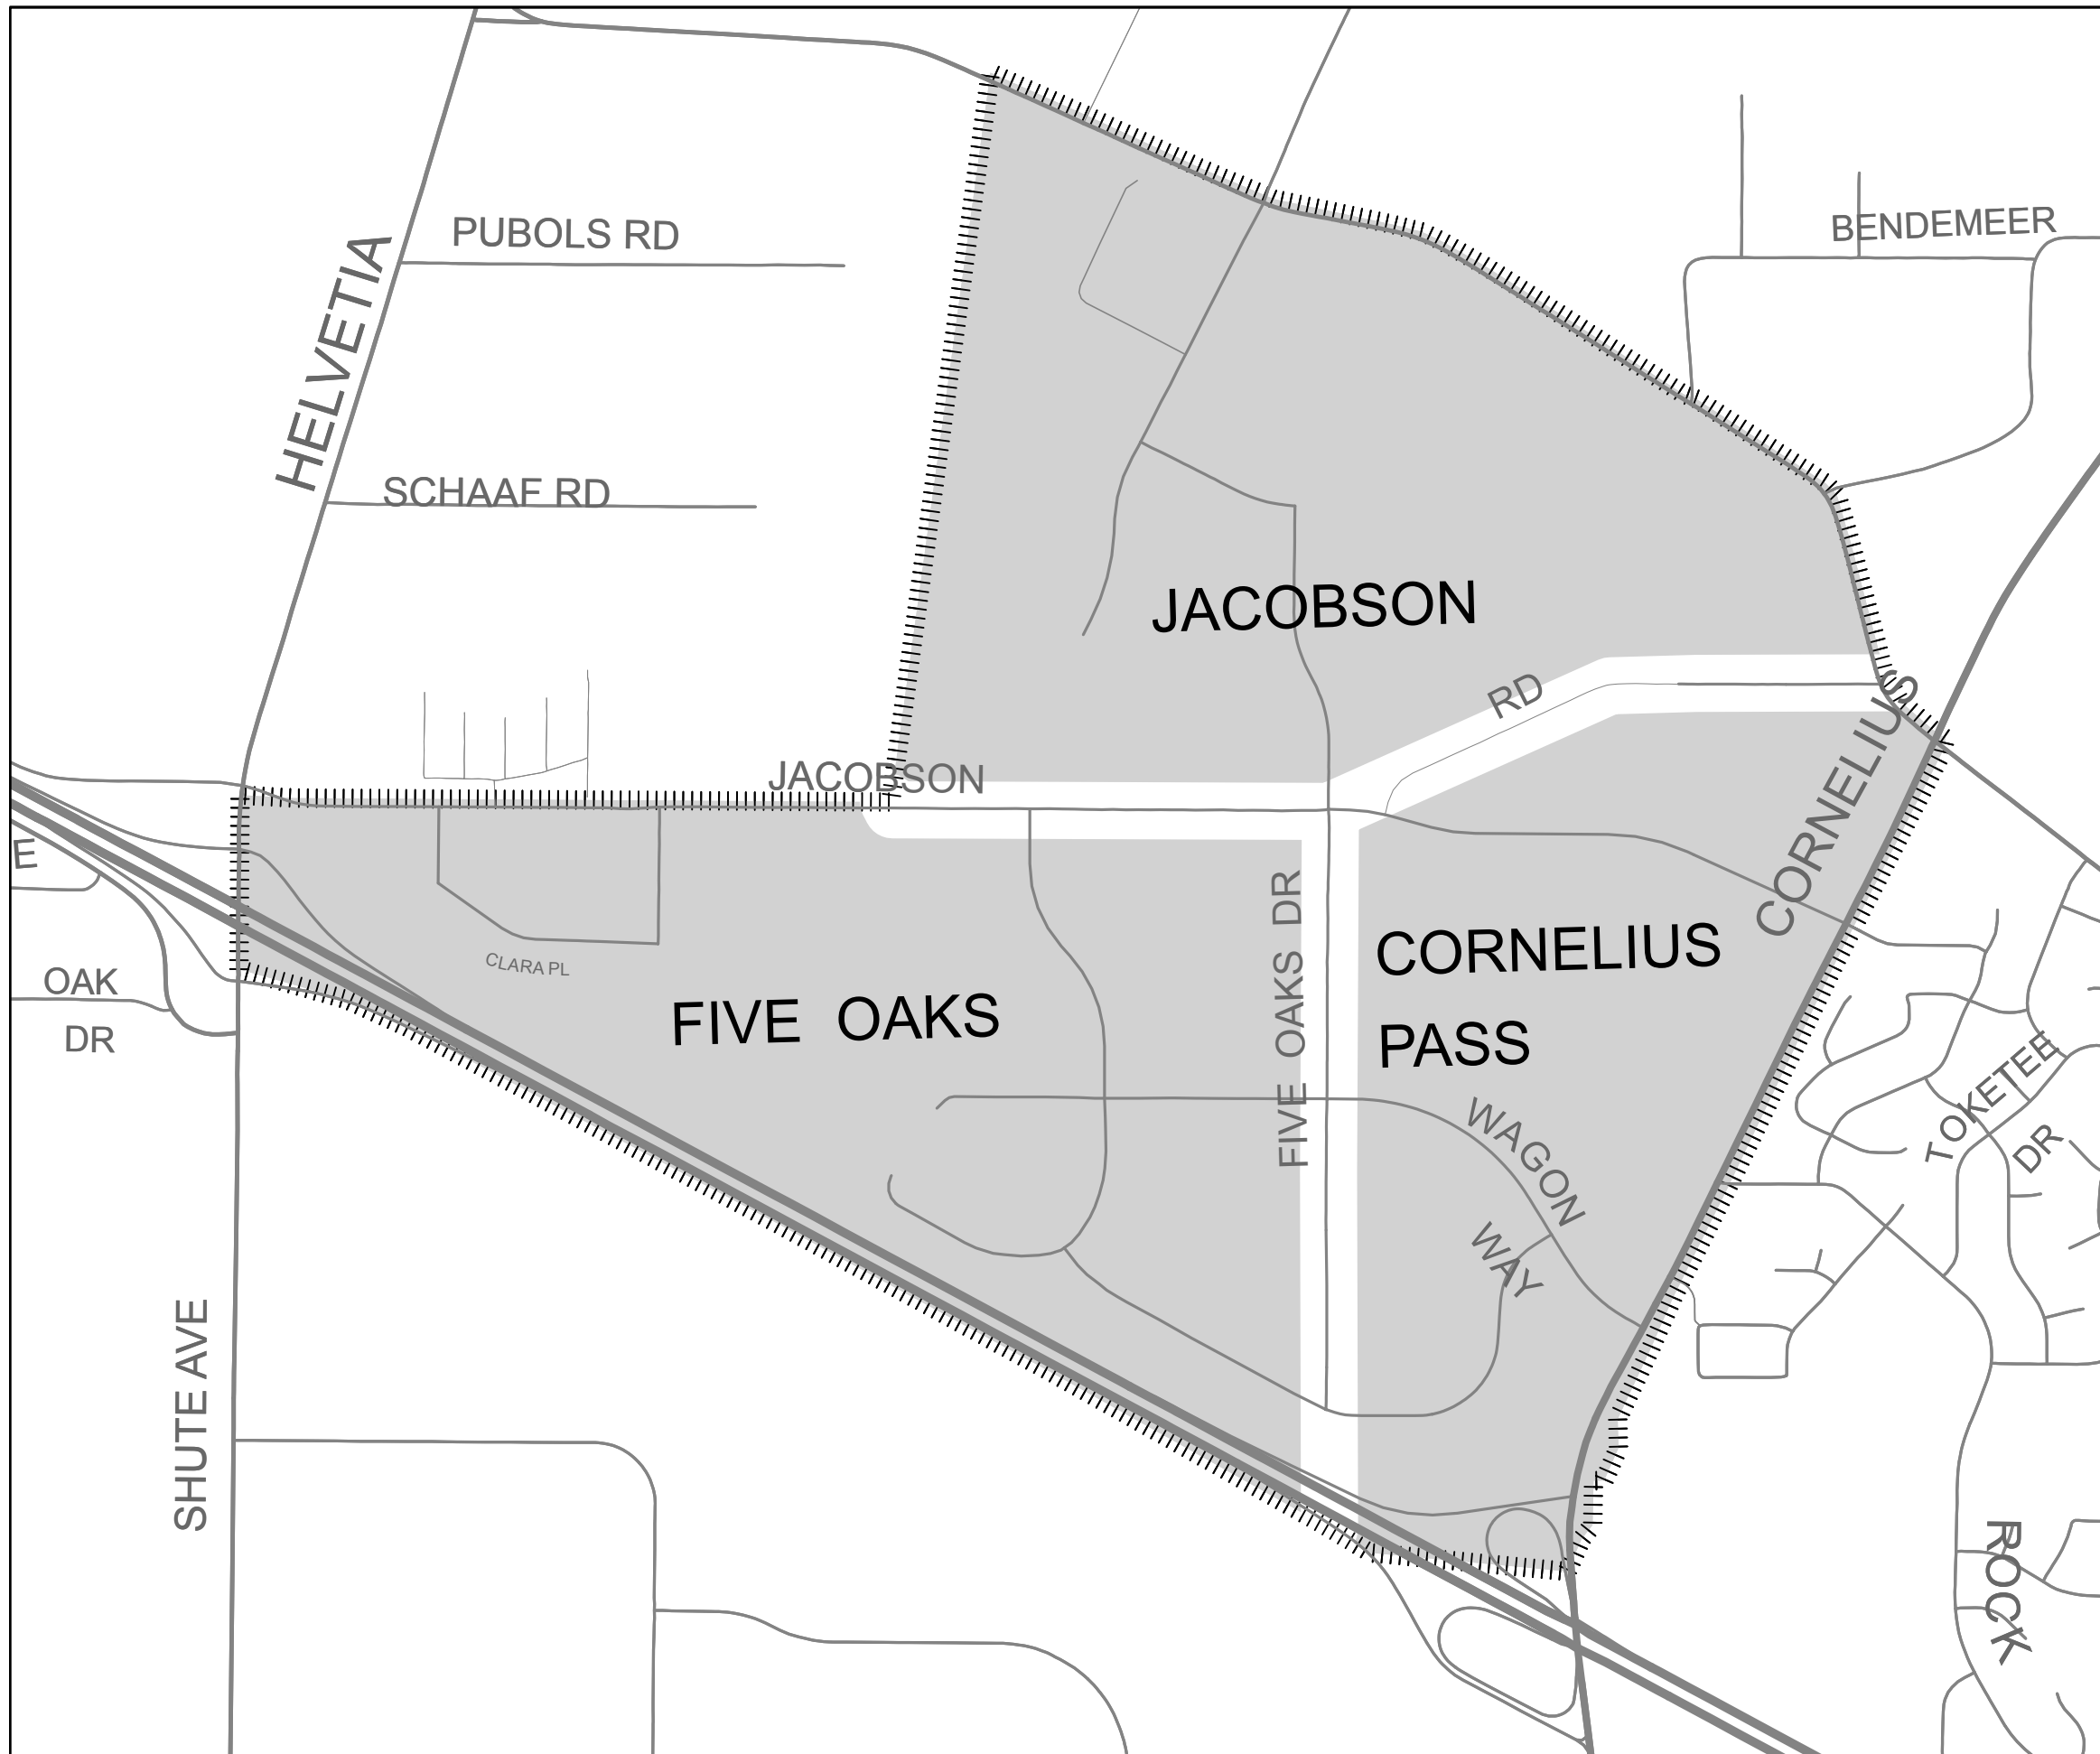 PUBOLS RD
BENDEMEER
HELVETIA
SCHAAF RD
JACOBSON
RD
JACOBSON
CORNELIUS
E
FIVE OAKS DR
CORNELIUS
PASS
CLARA PL
OAK
DR
FIVE OAKS
TOKETEE
DR
WAGON
WAY
SHUTE AVE
ROCK